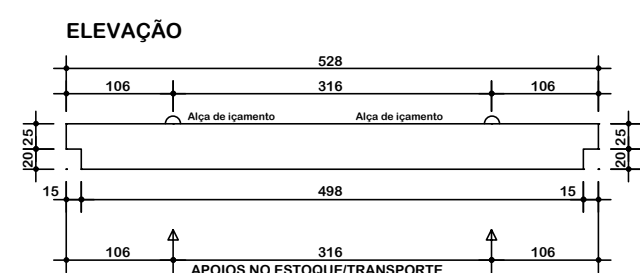 ELEVAÇÃO
528
106 316 106
Alça de içamento Alça de içamento
25 25
20 20
15 498 15
106 316 106
APOIOS NO ESTOQUE/TRANSPORTE